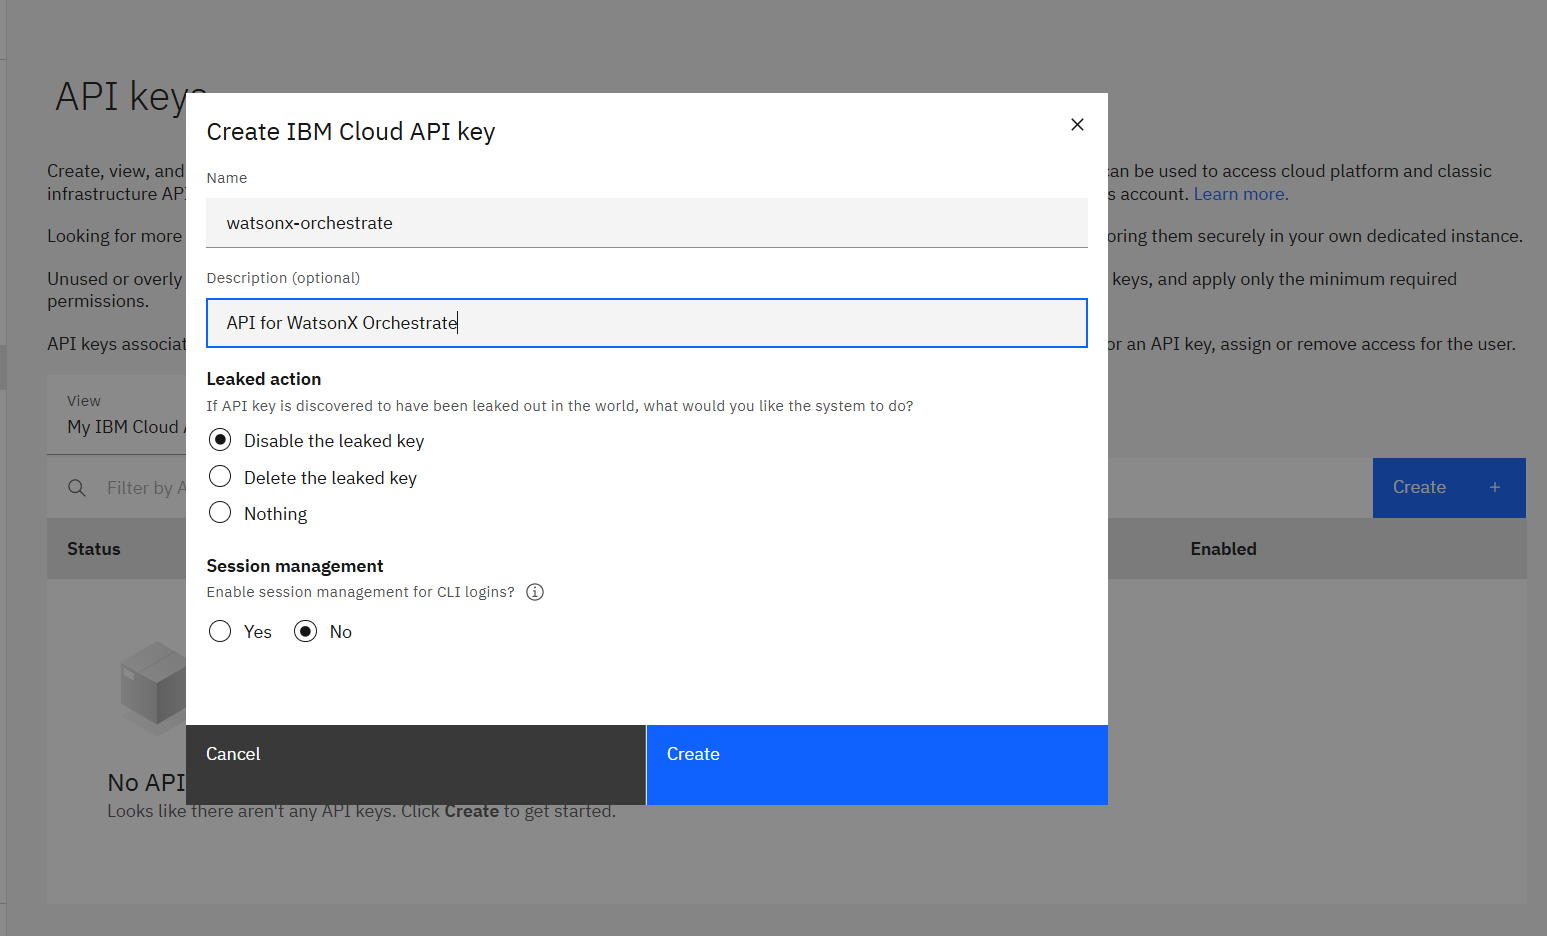 API keys
Create, view, and
can be used to access cloud platform and classic
infrastructure API
s account. Learn more.
Looking for more
oring them securely in your own dedicated instance.
Unused or overly
keys, and apply only the minimum required
permissions.
API keys associat
or an API key, assign or remove access for the user.
View
My IBM Cloud A
Filter by A
Create +
Status
Enabled
No API
Looks like there aren't any API keys. Click Create to get started.
Create IBM Cloud API key
Name
watsonx-orchestrate
Description (optional)
API for WatsonX Orchestrate
Leaked action
If API key is discovered to have been leaked out in the world, what would you like the system to do?
Disable the leaked key
Delete the leaked key
Nothing
Session management
Enable session management for CLI logins?
Yes No
Cancel
Create